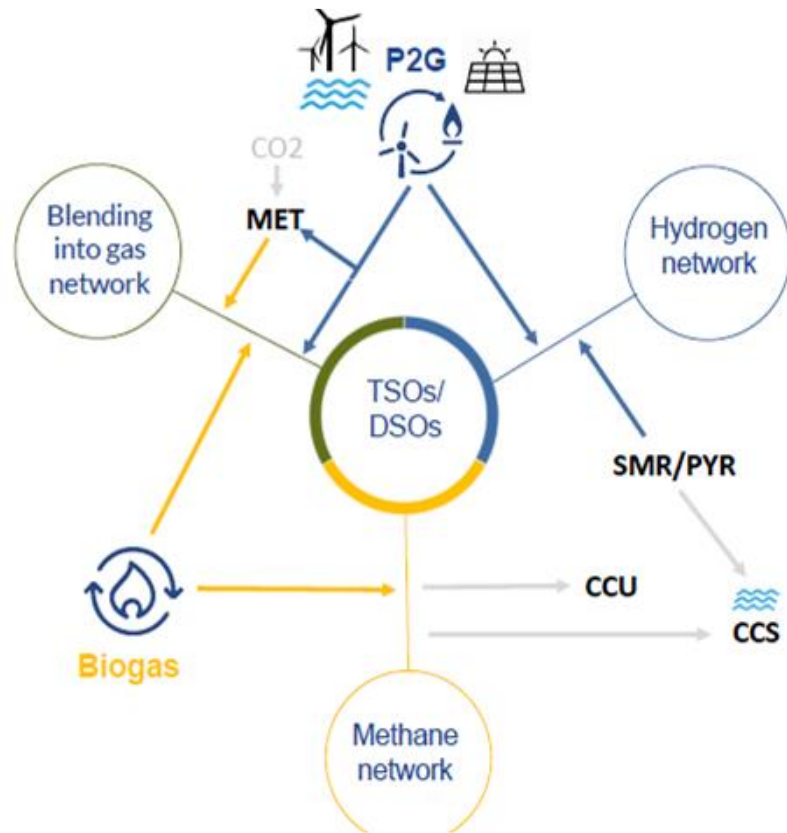 P2G
CO2
MET
Blending
into gas
network
Hydrogen
network
TSOs/
DSOs
SMR/PYR
CCU
CCS
Biogas
Methane
network